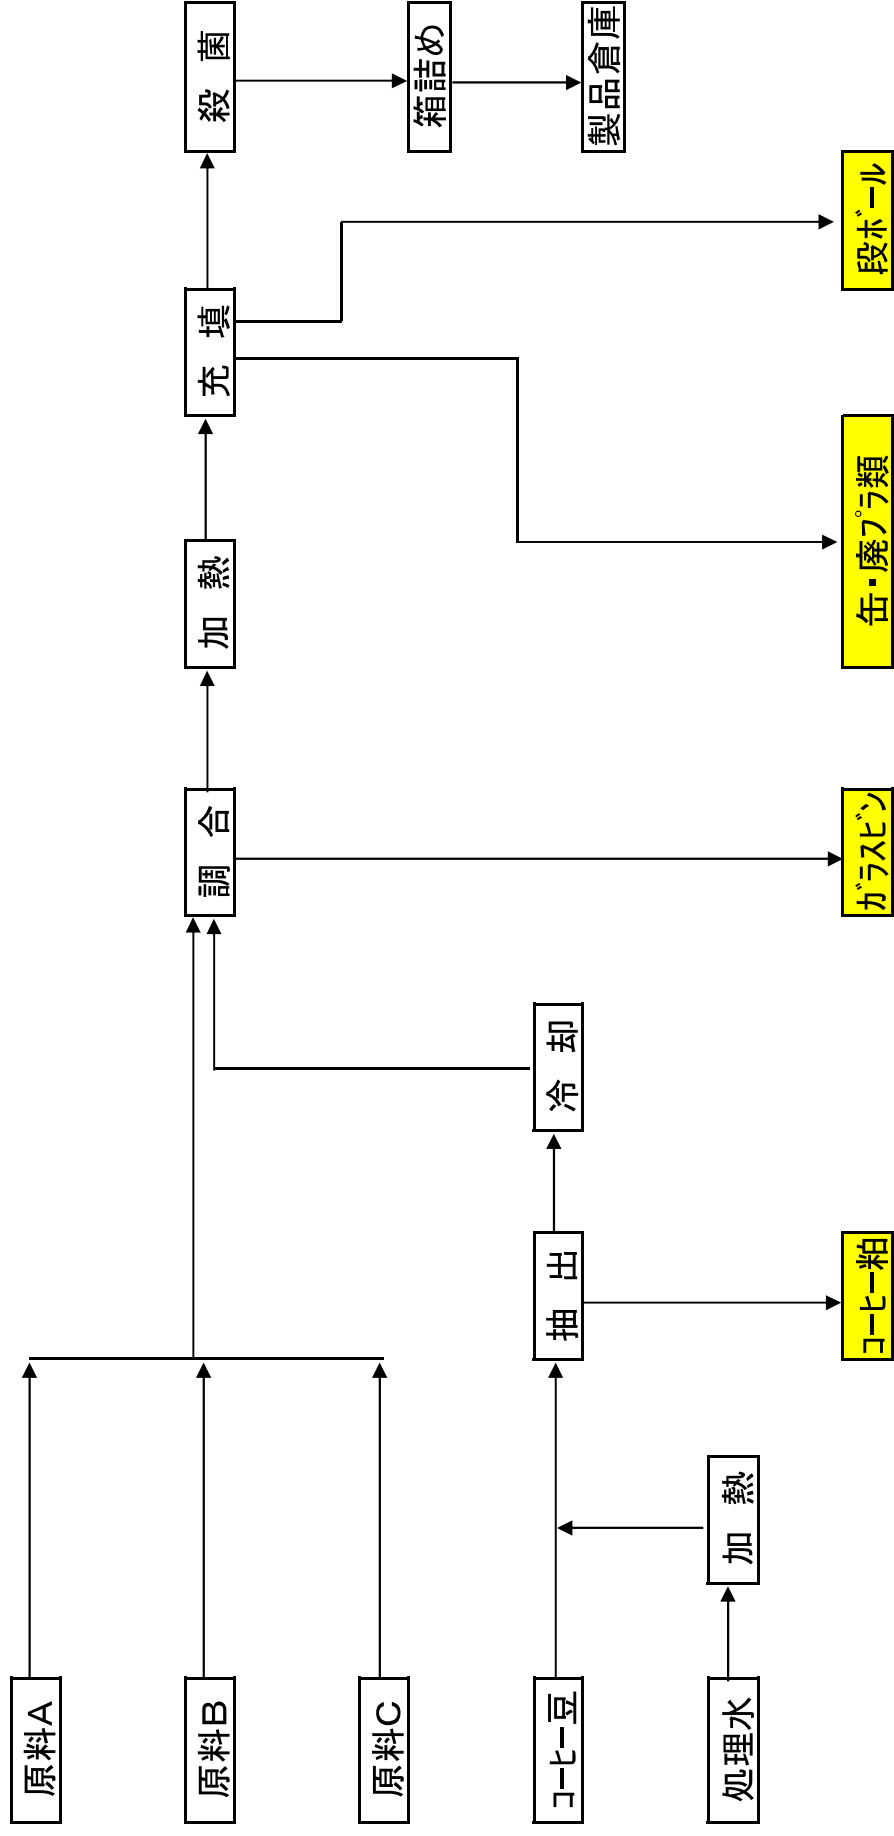 原料A
原料B
調　合
加　熱
充　填
殺　菌
原料C
箱詰め
ｺｰﾋｰ豆
抽　出
冷　却
製品倉庫
処理水
加　熱
ｺｰﾋｰ粕
ｶﾞﾗｽﾋﾞﾝ
缶・廃ﾌﾟﾗ類
段ﾎﾞｰﾙ